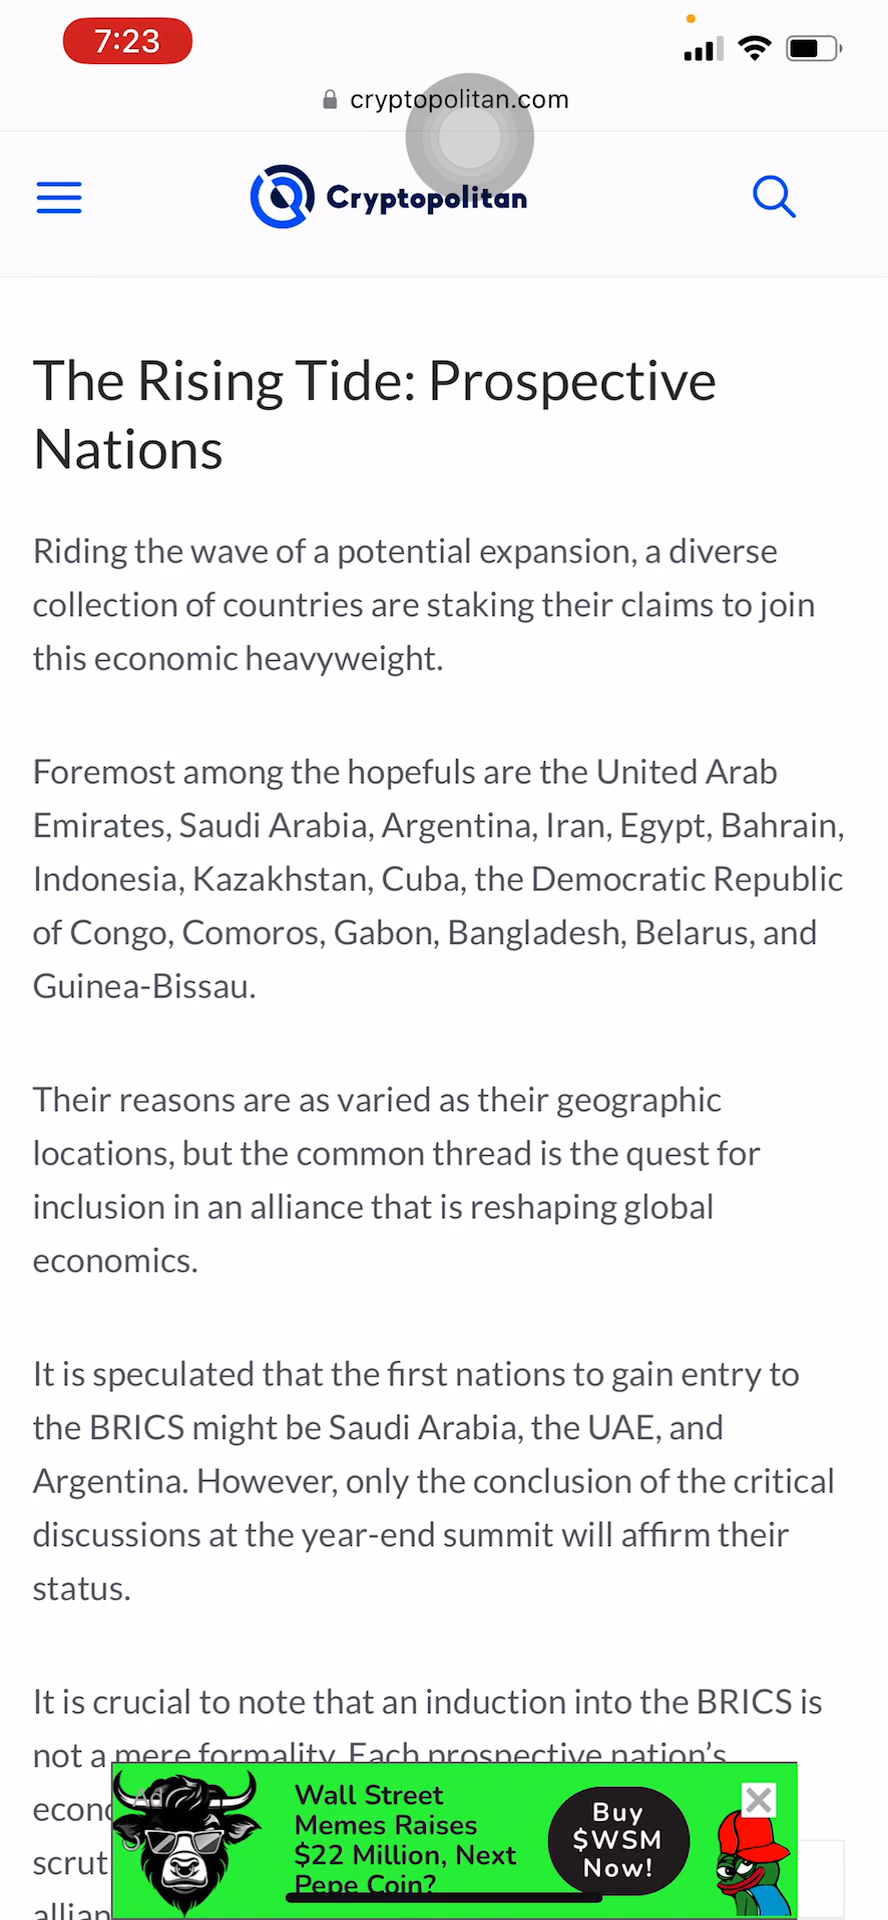 7:23
cryptopolitan.com
Cryptopolitan
The Rising Tide: Prospective
Nations
Riding the wave of a potential expansion, a diverse
collection of countries are staking their claims to join
this economic heavyweight.
Foremost among the hopefuls are the United Arab
Emirates, Saudi Arabia, Argentina, Iran, Egypt, Bahrain,
Indonesia, Kazakhstan, Cuba, the Democratic Republic
of Congo, Comoros, Gabon, Bangladesh, Belarus, and
Guinea-Bissau.
Their reasons are as varied as their geographic
locations, but the common thread is the quest for
inclusion in an alliance that is reshaping global
economics.
It is speculated that the first nations to gain entry to
the BRICS might be Saudi Arabia, the UAE, and
Argentina. However, only the conclusion of the critical
discussions at the year-end summit will affirm their
status.
It is crucial to note that an induction into the BRICS is
not a mere formality. Each prospective nation's
Ad
Wall Street
Memes Raises
$22 Million, Next
Pepe Coin?
Buy
$WSM
Now!